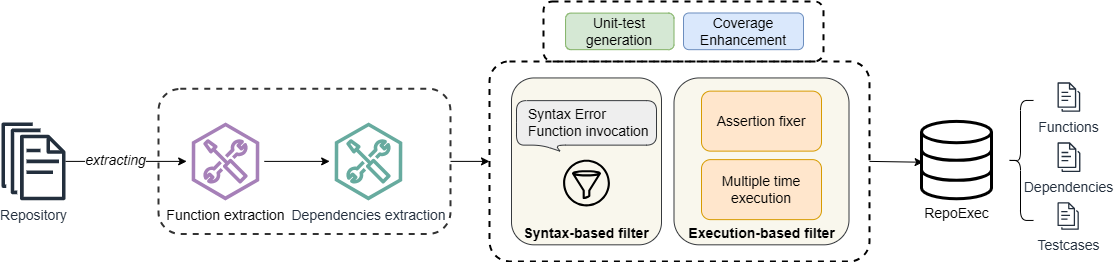 Unit-test
generation
Coverage
Enhancement
Repository
extracting
Function extraction
Dependencies extraction
Syntax Error
Function invocation
Syntax-based filter
Assertion fixer
Multiple time
execution
Execution-based filter
RepoExec
Functions
Dependencies
Testcases